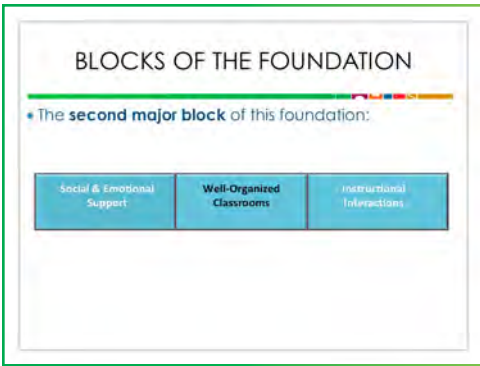 BLOCKS OF THE FOUNDATION
• The second major block of this foundation:
Social & Emotional Support
Well-Organized Classrooms
Instructional Interactions